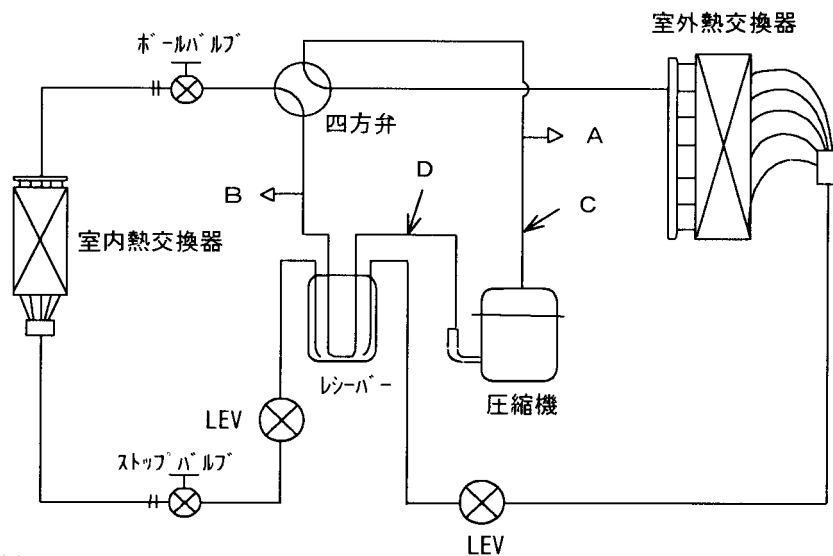 室外熱交換器
ﾎﾞｰﾙﾊﾞﾙﾌﾞ
四方弁
A
B
D
C
室内熱交換器
ﾚｼｰﾊﾞｰ
圧縮機
LEV
ｽﾄｯﾌﾟﾊﾞﾙﾌﾞ
LEV